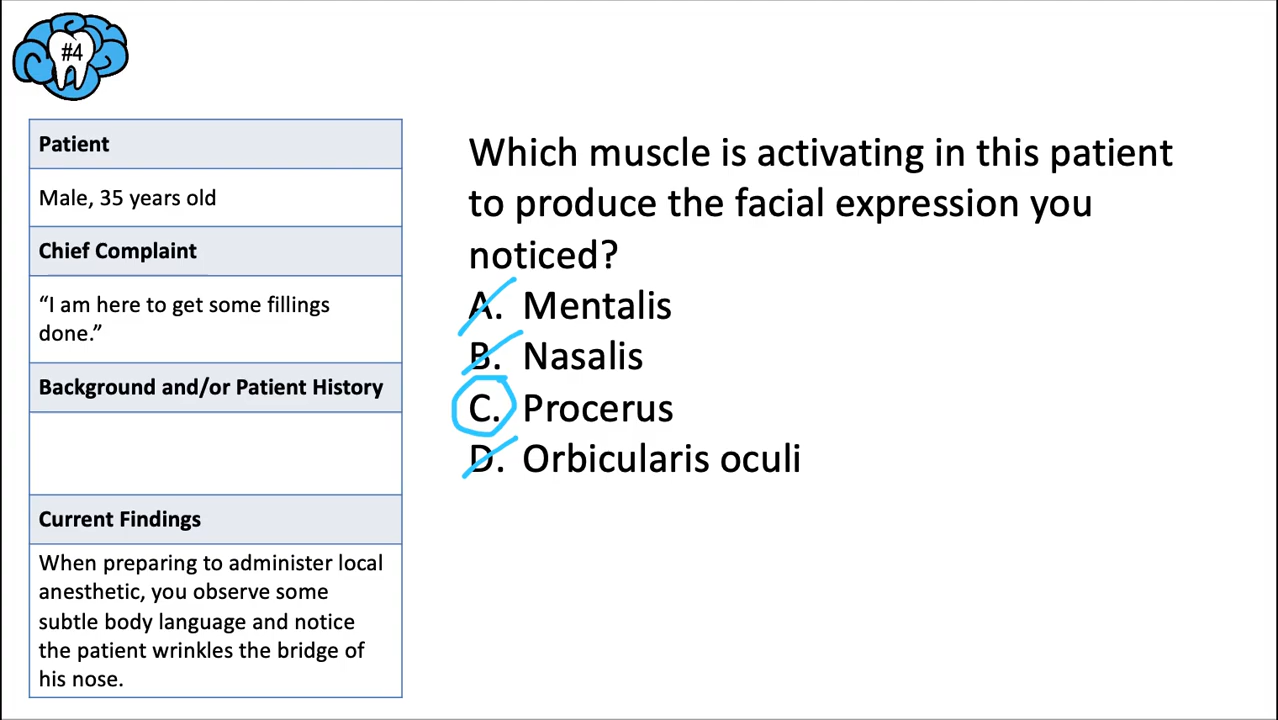 #4
Patient
Male, 35 years old
Chief Complaint
“I am here to get some fillings
done.”
Background and/or Patient History
Current Findings
When preparing to administer local
anesthetic, you observe some
subtle body language and notice
the patient wrinkles the bridge of
his nose.
Which muscle is activating in this patient
to produce the facial expression you
noticed?
A. Mentalis
B. Nasalis
C. Procerus
D. Orbicularis oculi